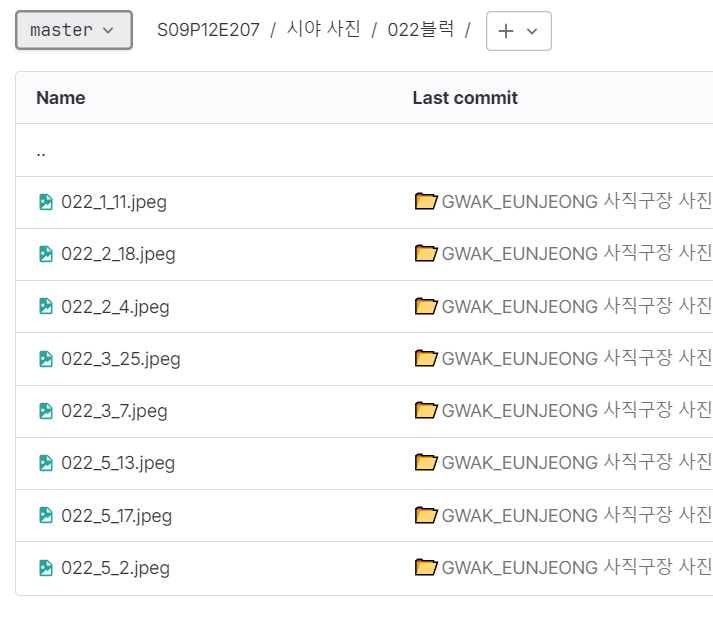 master S09P12E207 / 시야 사진 / 022블럭 /
Name Last commit
..
022_1_11.jpeg GWAK_EUNJEONG 사직구장 사진
022_2_18.jpeg GWAK_EUNJEONG 사직구장 사진
022_2_4.jpeg GWAK_EUNJEONG 사직구장 사진
022_3_25.jpeg GWAK_EUNJEONG 사직구장 사진
022_3_7.jpeg GWAK_EUNJEONG 사직구장 사진
022_5_13.jpeg GWAK_EUNJEONG 사직구장 사진
022_5_17.jpeg GWAK_EUNJEONG 사직구장 사진
022_5_2.jpeg GWAK_EUNJEONG 사직구장 사진